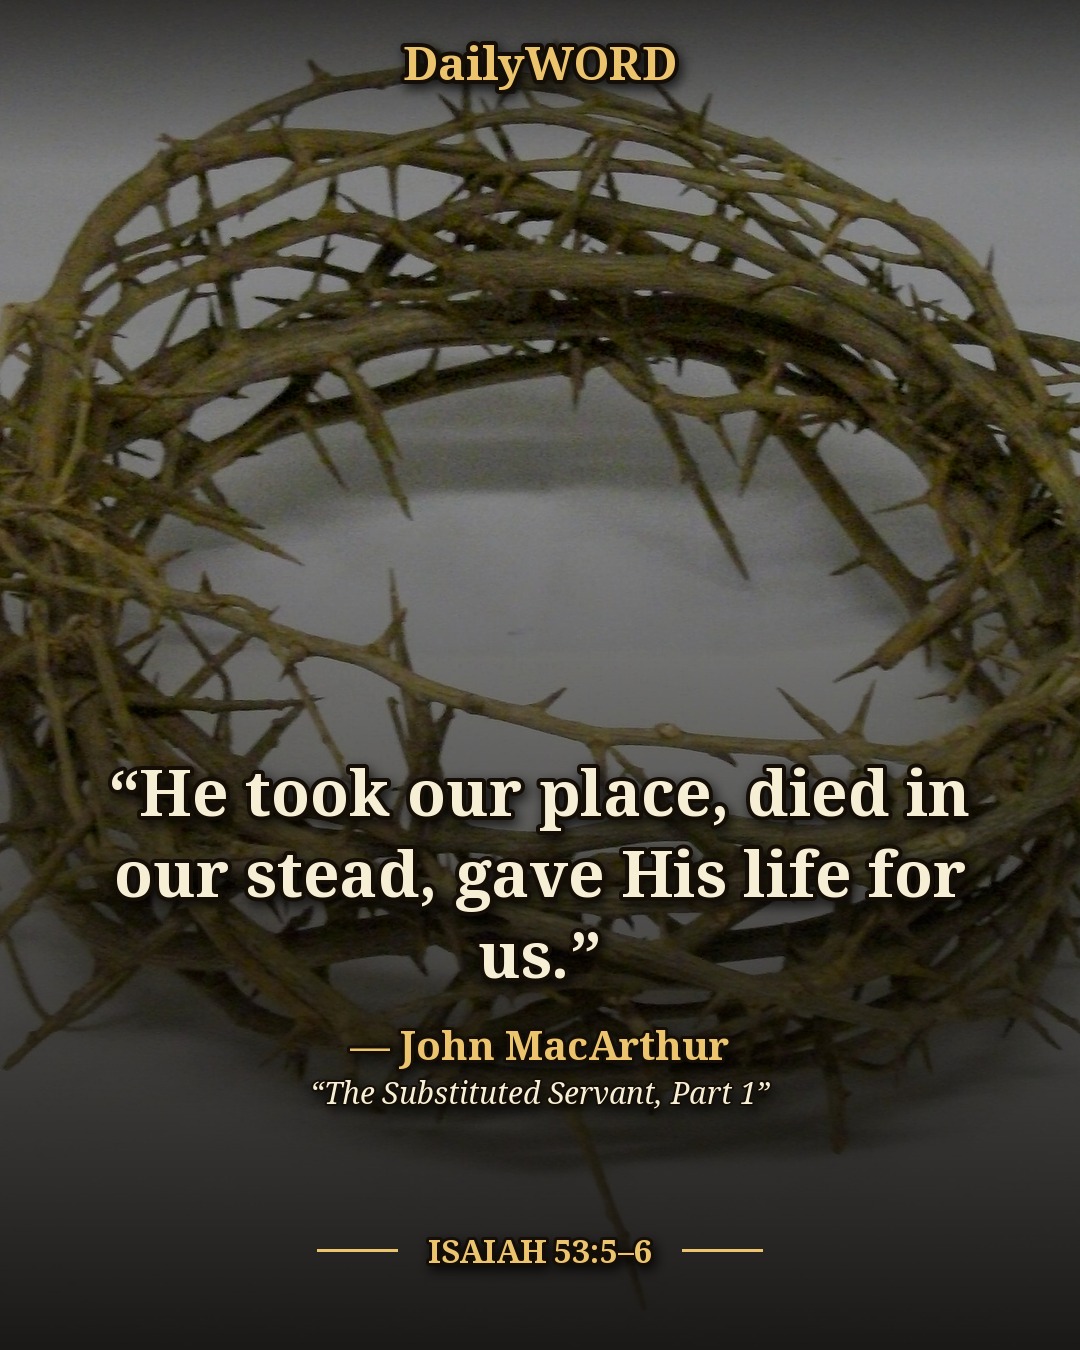 DailyWORD
“He took our place, died in
our stead, gave His life for
us.”
— John MacArthur
“The Substituted Servant, Part 1”
ISAIAH 53:5–6